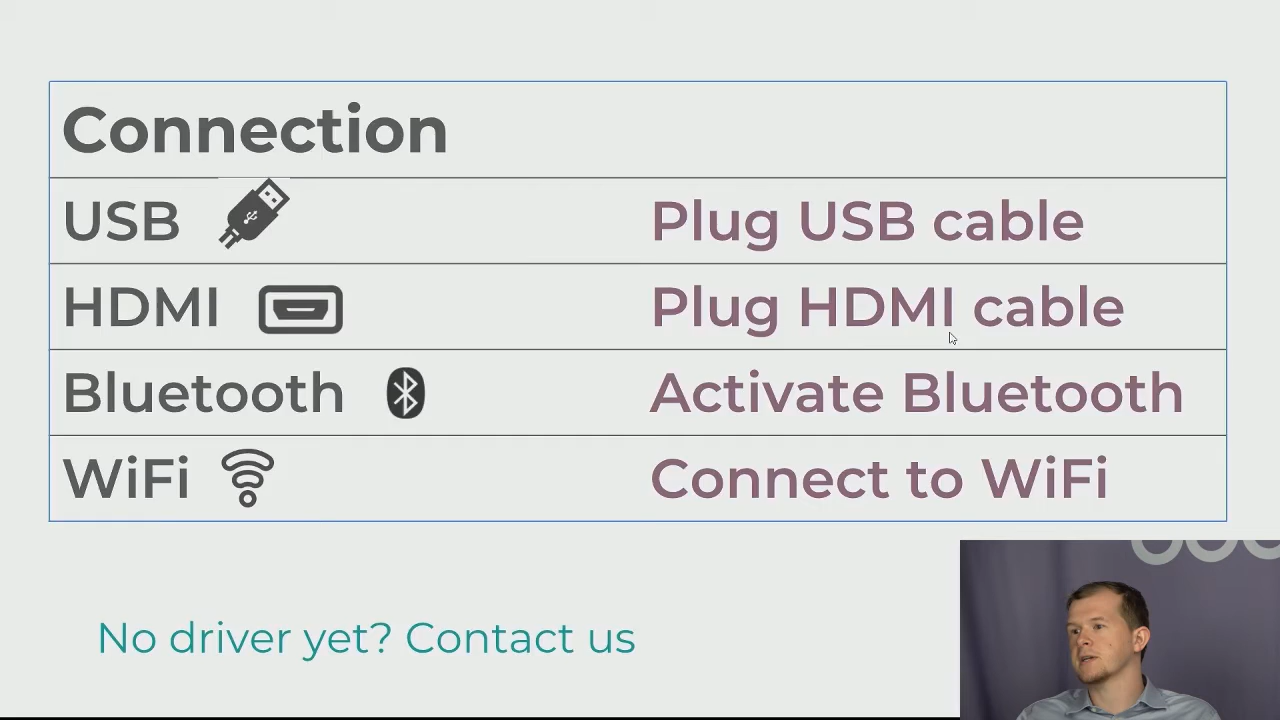 Connection
USB Plug USB cable
HDMI Plug HDMI cable
Bluetooth Activate Bluetooth
WiFi Connect to WiFi
No driver yet? Contact us